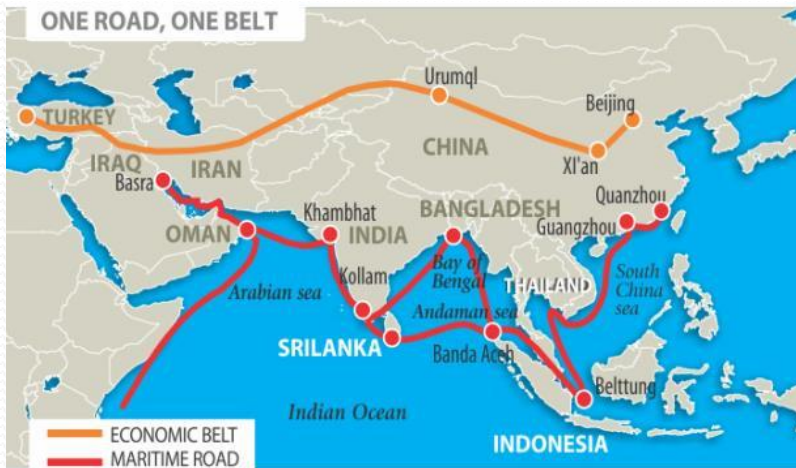 ONE ROAD, ONE BELT
Urumql
Beijing
TURKEY
CHINA
XI'an
IRAQ
IRAN
Basra
Quanzhou
Khambhat
BANGLADESH
Guangzhou
OMAN
INDIA
Bay of
Bengal
South
China
sea
Kollam
THAILAND
Arabian sea
Andaman sea
SRILANKA
Banda Aceh
Belttung
Indian Ocean
INDONESIA
ECONOMIC BELT
MARITIME ROAD